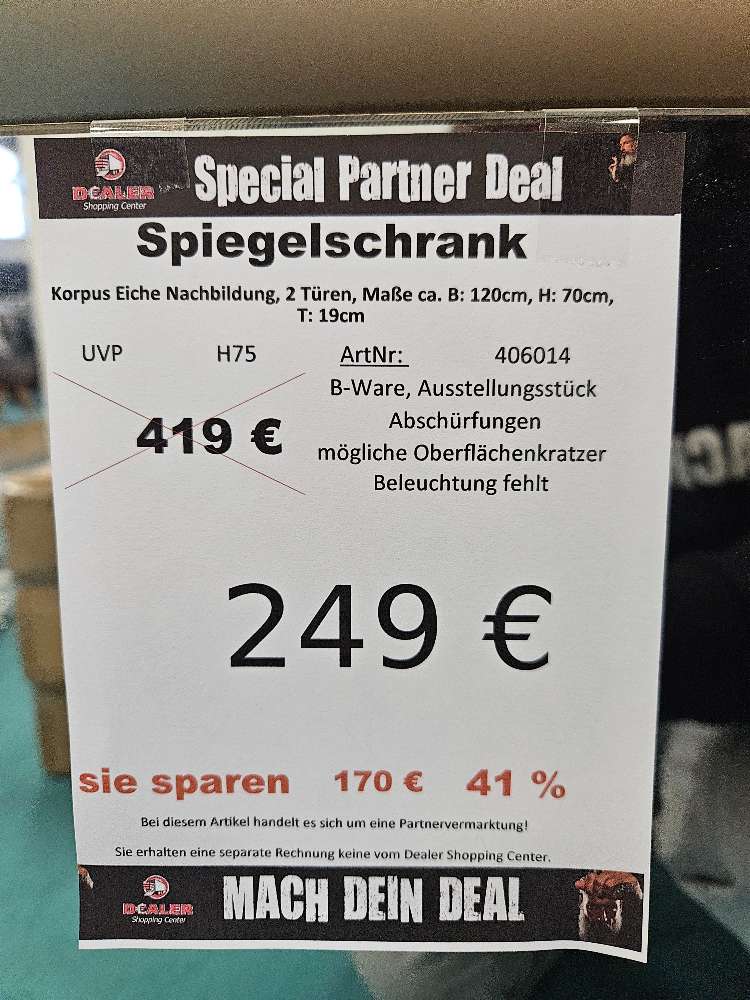 DEALER
Shopping Center
Special Partner Deal
Spiegelschrank
Korpus Eiche Nachbildung, 2 Türen, Maße ca. B: 120cm, H: 70cm,
T: 19cm
UVP H75 ArtNr: 406014
B-Ware, Ausstellungsstück
419 € Abschürfungen
mögliche Oberflächenkratzer
Beleuchtung fehlt
249 €
sie sparen 170 € 41 %
Bei diesem Artikel handelt es sich um eine Partnervermarktung!
Sie erhalten eine separate Rechnung keine vom Dealer Shopping Center.
DEALER
Shopping Center
MACH DEIN DEAL